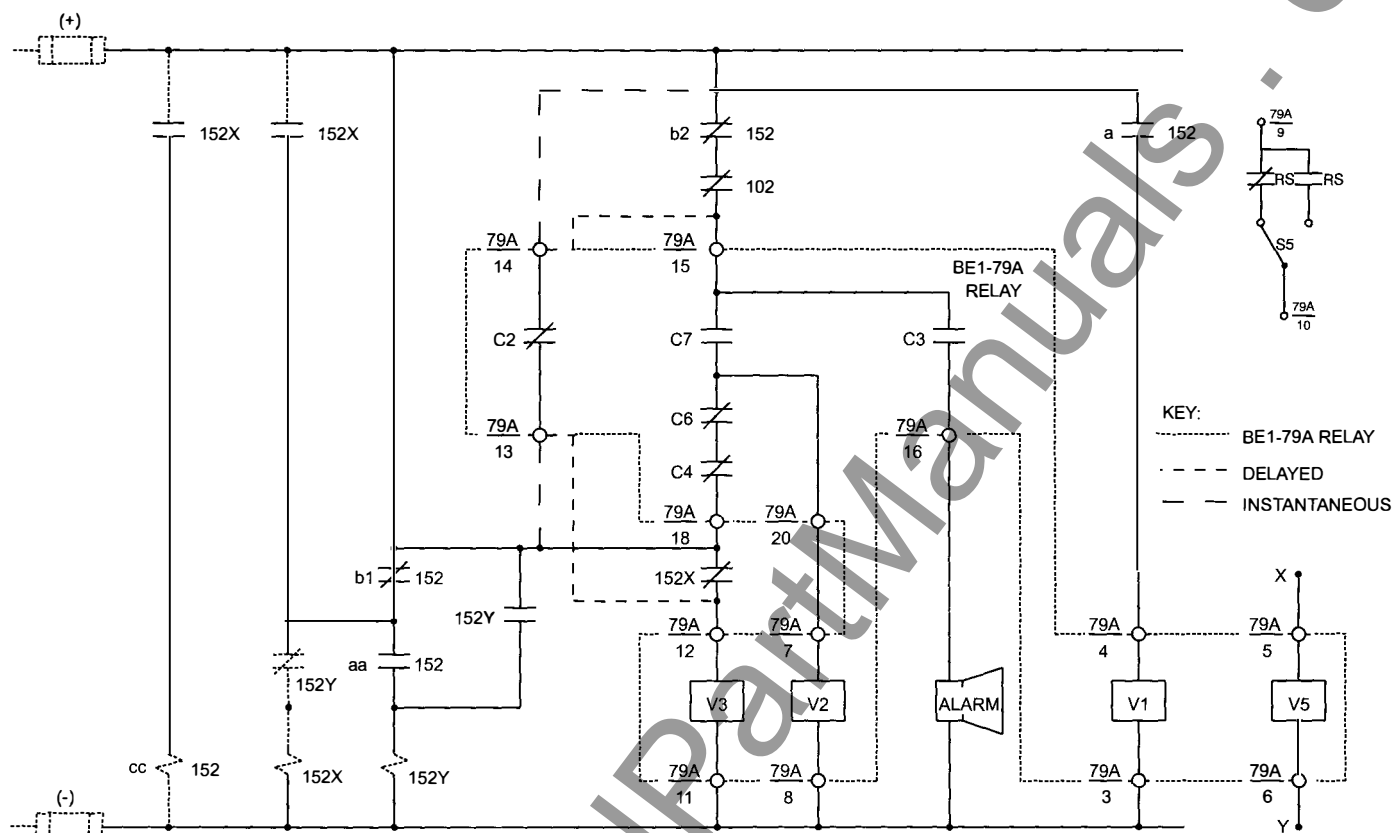 (+)
152X
152X
b2 152
a 152
79A
9
102
RS RS
79A
14
79A
15
S5
BE1-79A
RELAY
79A
10
C2
C7
C3
KEY:
C6
79A
13
79A
16
BE1-79A RELAY
C4
DELAYED
INSTANTANEOUS
79A
18
79A
20
b1 152
152X
X
152Y
79A
12
79A
7
79A
4
79A
5
aa 152
152Y
V3
V2
ALARM
V1
V5
cc 152
152X
152Y
79A
11
79A
8
79A
3
79A
6
(-)
Y
PartManuals